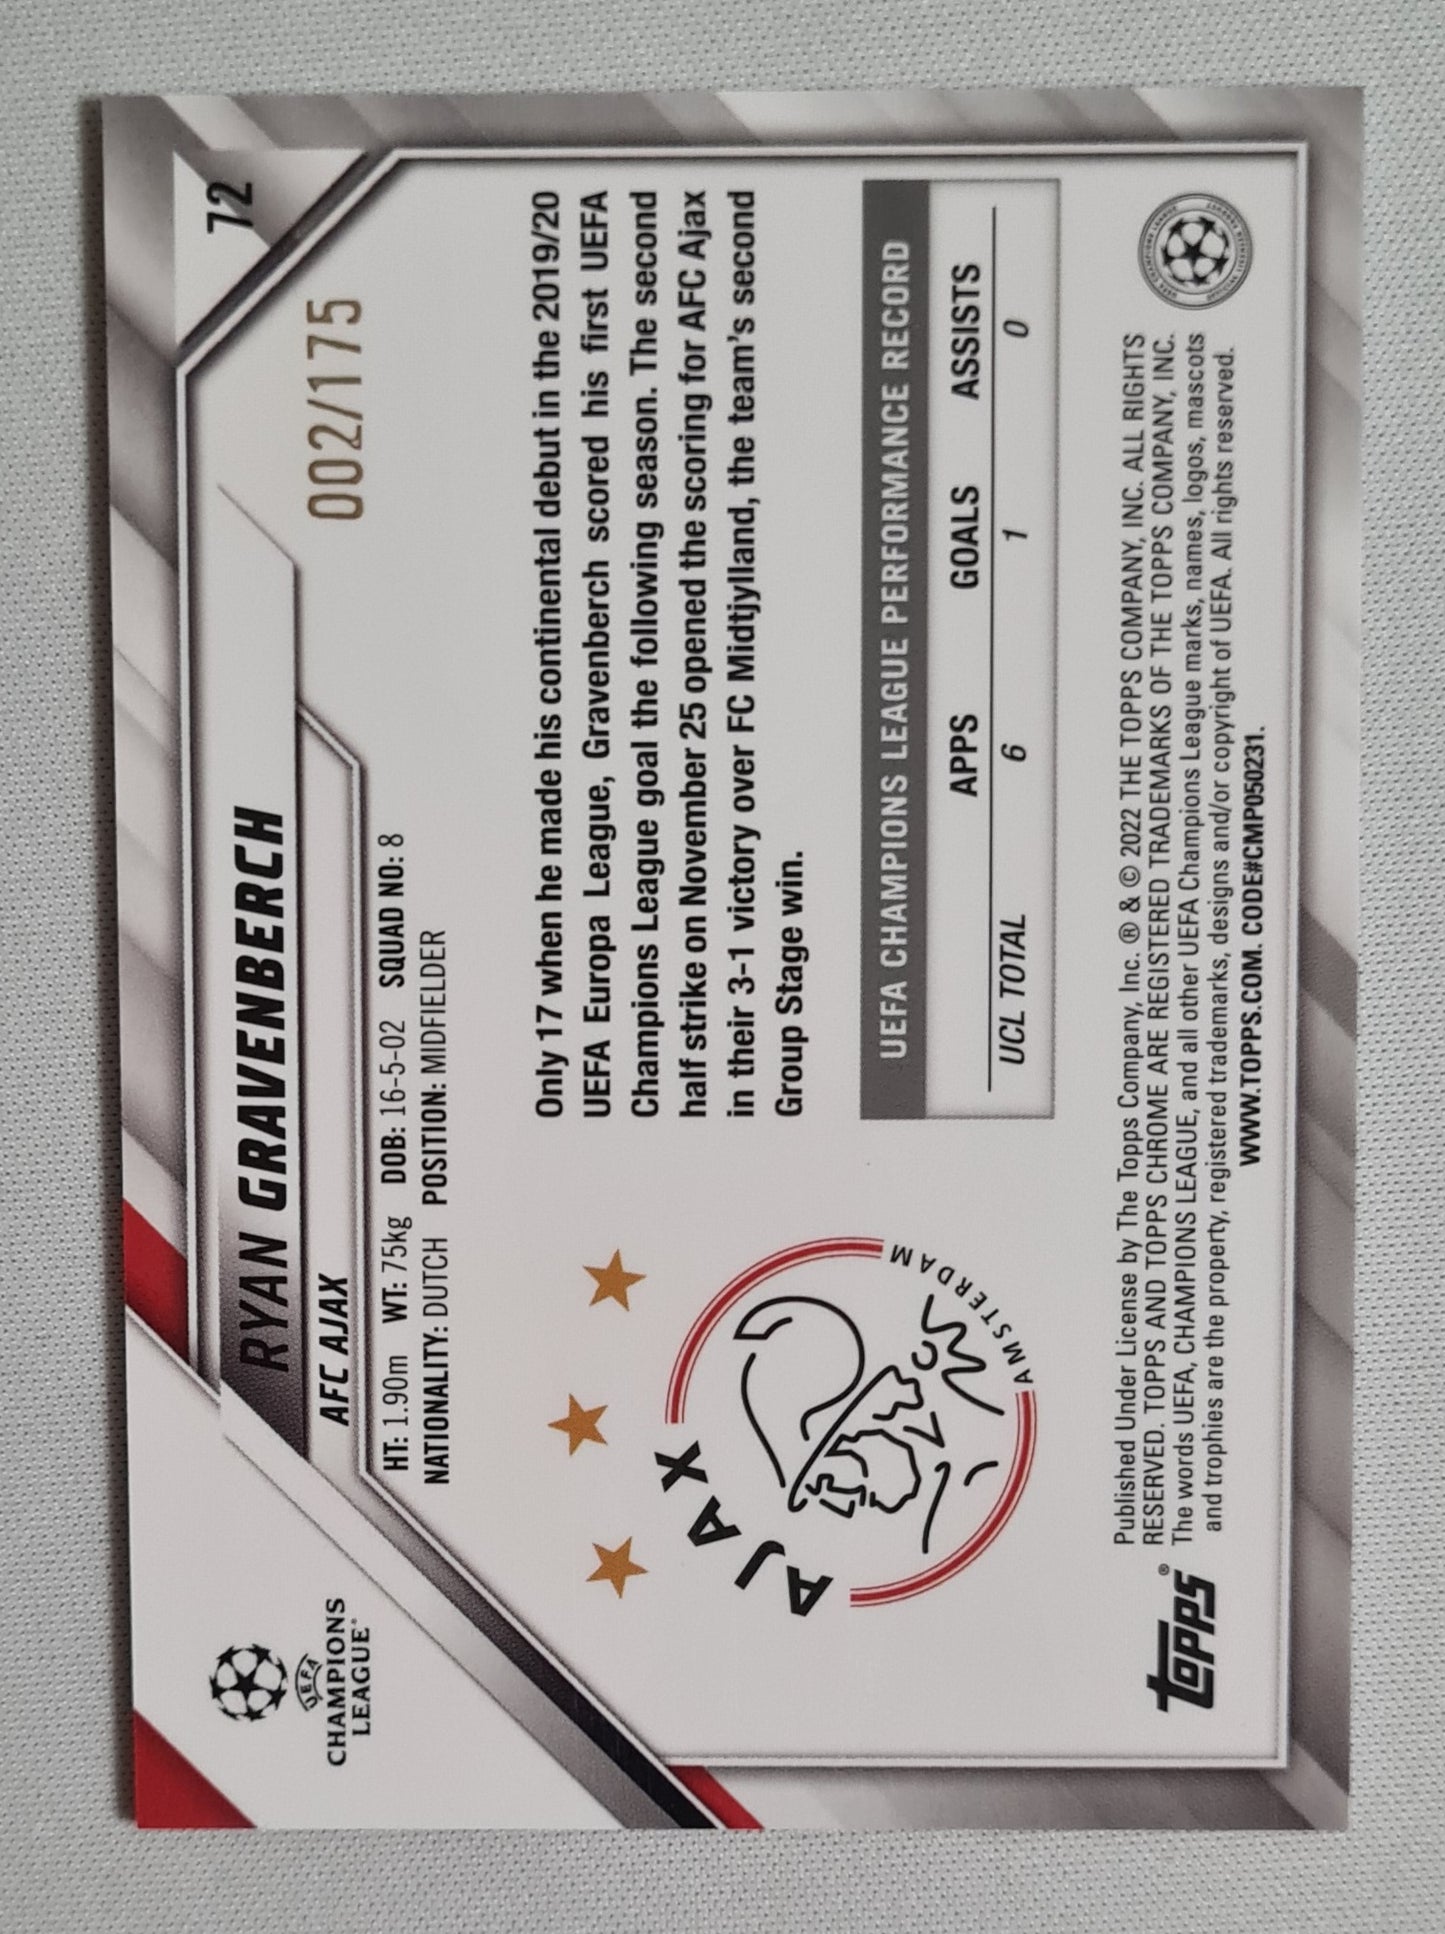 72
UEFA
CHAMPIONS
LEAGUE
RYAN GRAVENBERCH
AFC AJAX
002/175
HT: 1.90m WT: 75kg DOB: 16-5-02 SQUAD NO: 8
NATIONALITY: DUTCH POSITION: MIDFIELDER
Only 17 when he made his continental debut in the 2019/20
UEFA Europa League, Gravenberch scored his first UEFA
Champions League goal the following season. The second
half strike on November 25 opened the scoring for AFC Ajax
in their 3-1 victory over FC Midtjylland, the team's second
Group Stage win.
AJAX
AMSTERDAM
UEFA CHAMPIONS LEAGUE PERFORMANCE RECORD
APPS GOALS ASSISTS
UCL TOTAL 6 1 0
topps®
Published Under License by The Topps Company, Inc. ® & © 2022 THE TOPPS COMPANY, INC. ALL RIGHTS
RESERVED. TOPPS AND TOPPS CHROME ARE REGISTERED TRADEMARKS OF THE TOPPS COMPANY, INC.
The words UEFA, CHAMPIONS LEAGUE, and all other UEFA Champions League marks, names, logos, mascots
and trophies are the property, registered trademarks, designs and/or copyright of UEFA. All rights reserved.
WWW.TOPPS.COM. CODE#CMP050231.